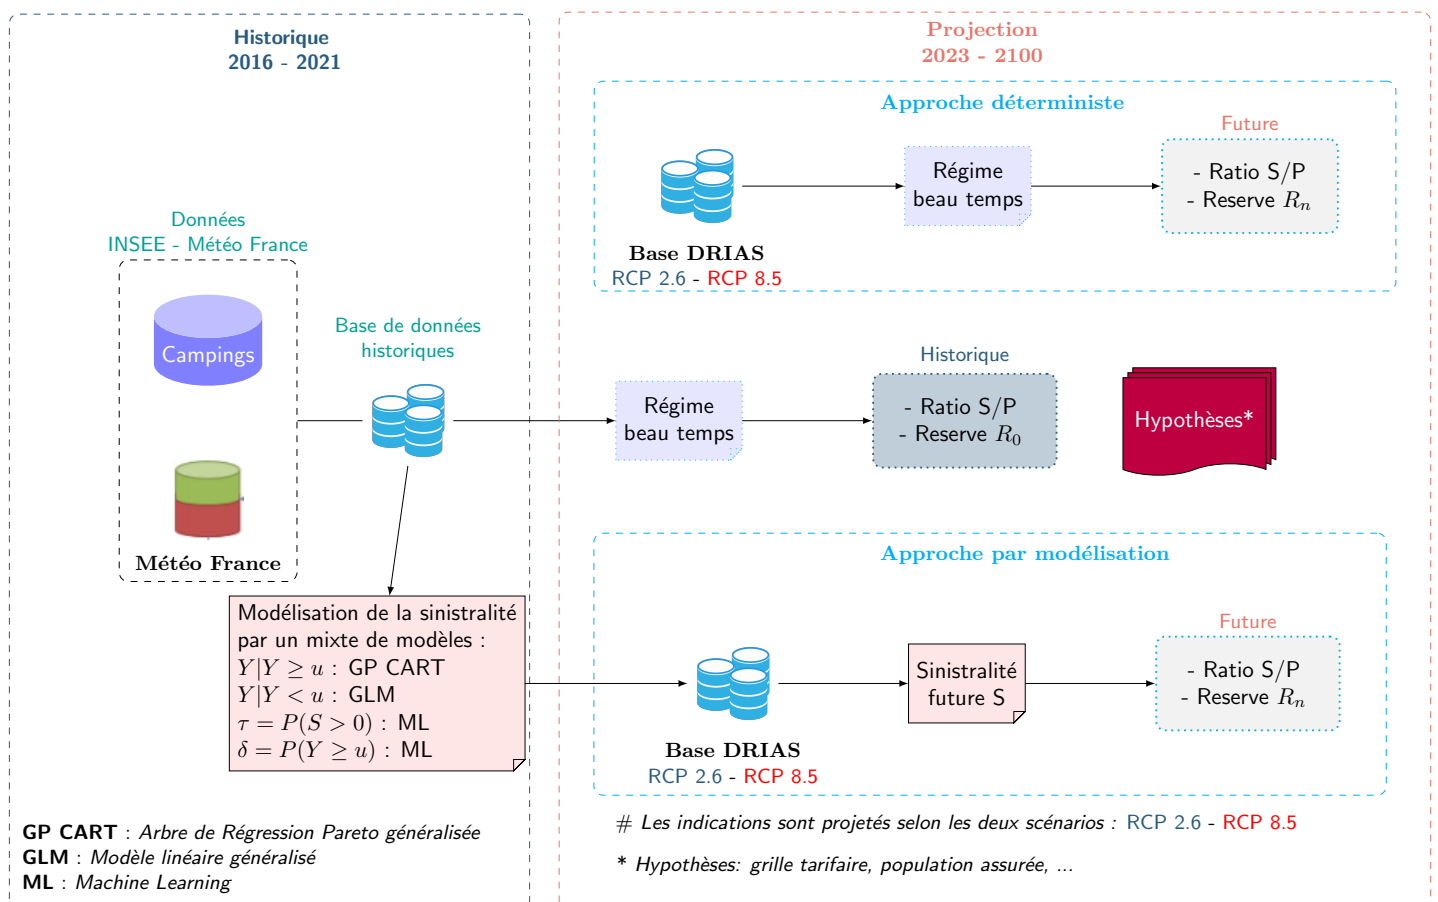 Historique
2016 - 2021
Données
INSEE - Météo France
Campings
Météo France
Base de données
historiques
Modélisation de la sinistralité
par un mixte de modèles :
Y|Y ≥ u : GP CART
Y|Y < u : GLM
τ = P(S > 0) : ML
δ = P(Y ≥ u) : ML
GP CART : Arbre de Régression Pareto généralisée
GLM : Modèle linéaire généralisé
ML : Machine Learning
Projection
2023 - 2100
Approche déterministe
Base DRIAS
RCP 2.6 - RCP 8.5
Régime
beau temps
Future
- Ratio S/P
- Reserve Rn
Régime
beau temps
Historique
- Ratio S/P
- Reserve R0
Hypothèses*
Approche par modélisation
Base DRIAS
RCP 2.6 - RCP 8.5
Sinistralité
future S
Future
- Ratio S/P
- Reserve Rn
# Les indications sont projetés selon les deux scénarios : RCP 2.6 - RCP 8.5
* Hypothèses: grille tarifaire, population assurée, ...